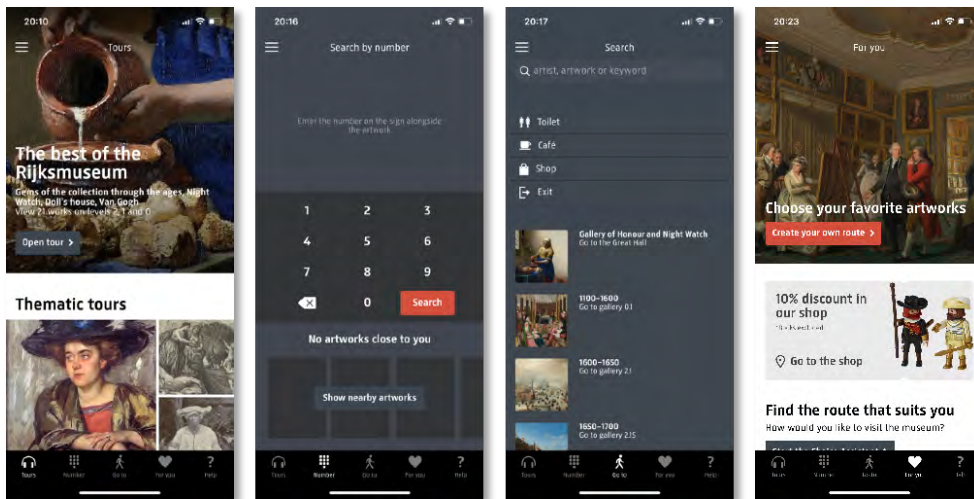 20:10
Tours
The best of the
Rijksmuseum
Gems of the collection through the ages, Night
Watch, Doll's house, Van Gogh
View 21 works on levels 2, 1 and 0
Open tour >
Thematic tours
Tours
Number
Go to
For you
Help
20:16
Search by number
Enter the number on the sign alongside
the artwork
1 2 3
4 5 6
7 8 9
0 Search
No artworks close to you
Show nearby artworks
Tours
Number
Go to
For you
Help
20:17
Search
artist, artwork or keyword
Toilet
Café
Shop
Exit
Gallery of Honour and Night Watch
Go to the Great Hall
1100-1600
Go to gallery 0.1
1600-1650
Go to gallery 2.1
1650-1700
Go to gallery 2.15
Tours
Number
Go to
For you
Help
20:23
For you
Choose your favorite artworks
Create your own route >
10% discount in
our shop
Go to the shop
Find the route that suits you
How would you like to visit the museum?
Tours
Number
Go to
For you
Help